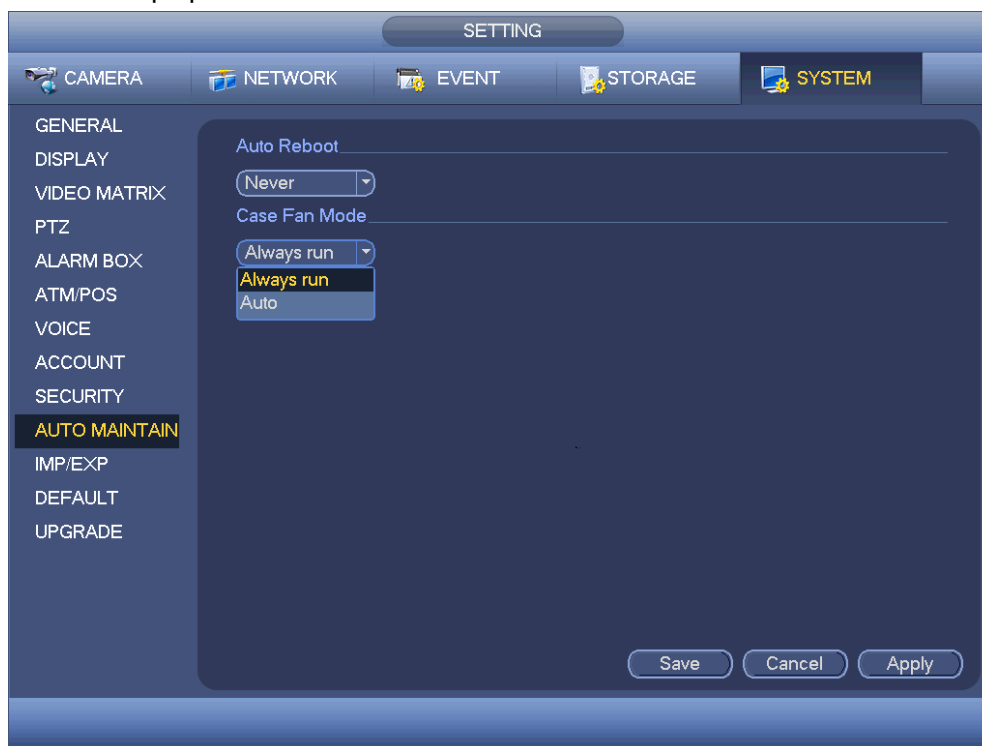 SETTING
CAMERA NETWORK EVENT STORAGE SYSTEM
GENERAL
DISPLAY
VIDEO MATRIX
PTZ
ALARM BOX
ATM/POS
VOICE
ACCOUNT
SECURITY
AUTO MAINTAIN
IMP/EXP
DEFAULT
UPGRADE
Auto Reboot
Never
Case Fan Mode
Always run
Always run
Auto
Save Cancel Apply